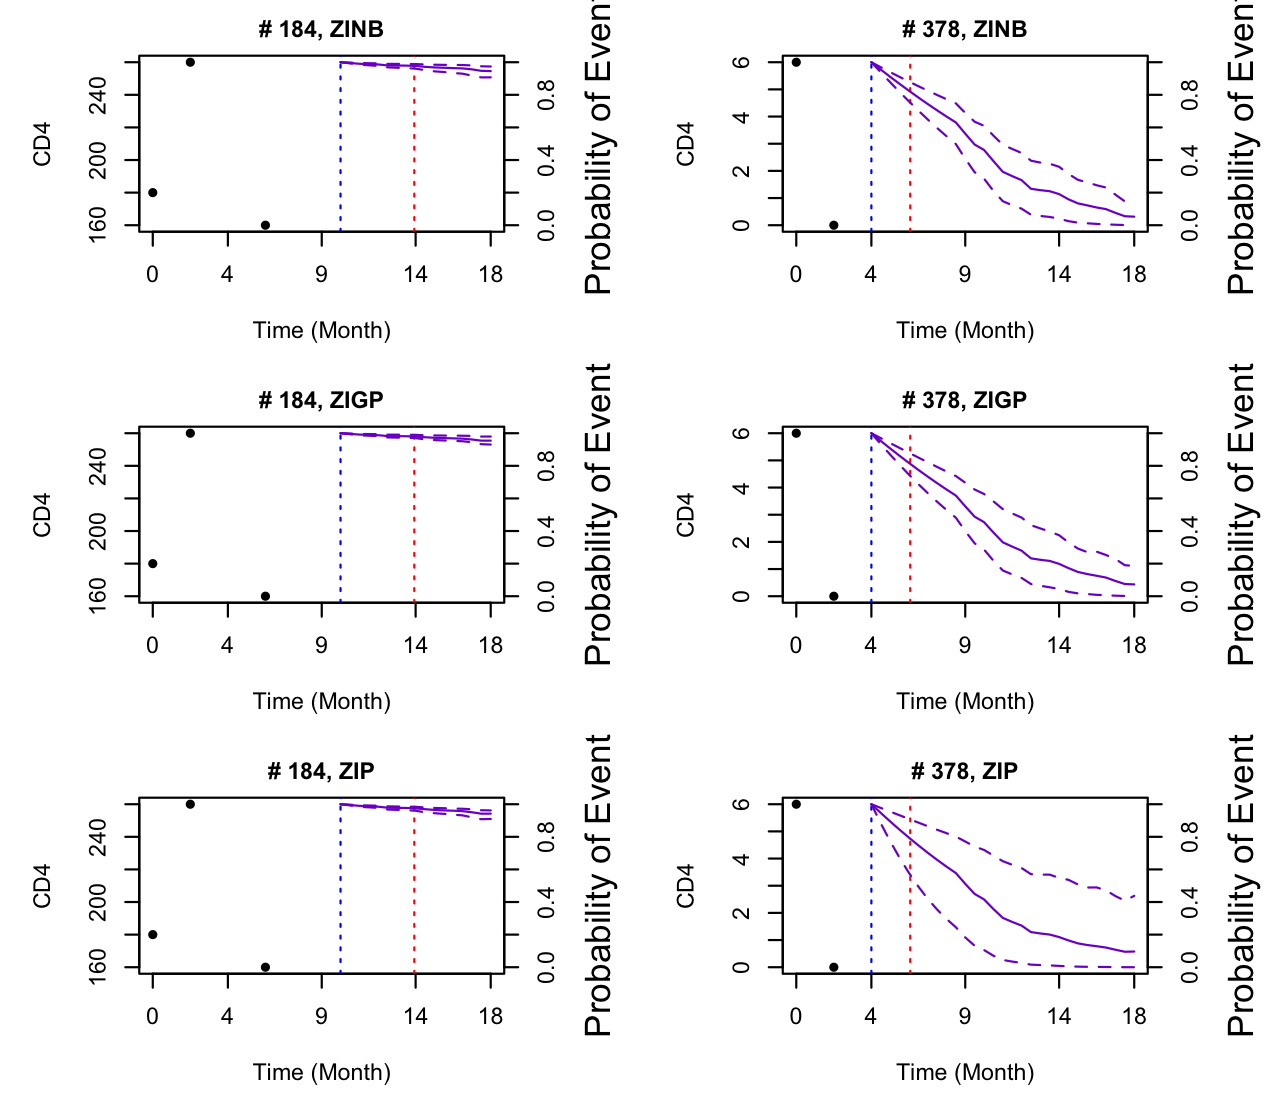 # 184, ZINB
CD4
160 200 240
0 4 9 14 18
Time (Month)
0.0 0.4 0.8
Probability of Event
# 378, ZINB
CD4
0 2 4 6
0 4 9 14 18
Time (Month)
0.0 0.4 0.8
Probability of Event
# 184, ZIGP
CD4
160 200 240
0 4 9 14 18
Time (Month)
0.0 0.4 0.8
Probability of Event
# 378, ZIGP
CD4
0 2 4 6
0 4 9 14 18
Time (Month)
0.0 0.4 0.8
Probability of Event
# 184, ZIP
CD4
160 200 240
0 4 9 14 18
Time (Month)
0.0 0.4 0.8
Probability of Event
# 378, ZIP
CD4
0 2 4 6
0 4 9 14 18
Time (Month)
0.0 0.4 0.8
Probability of Event